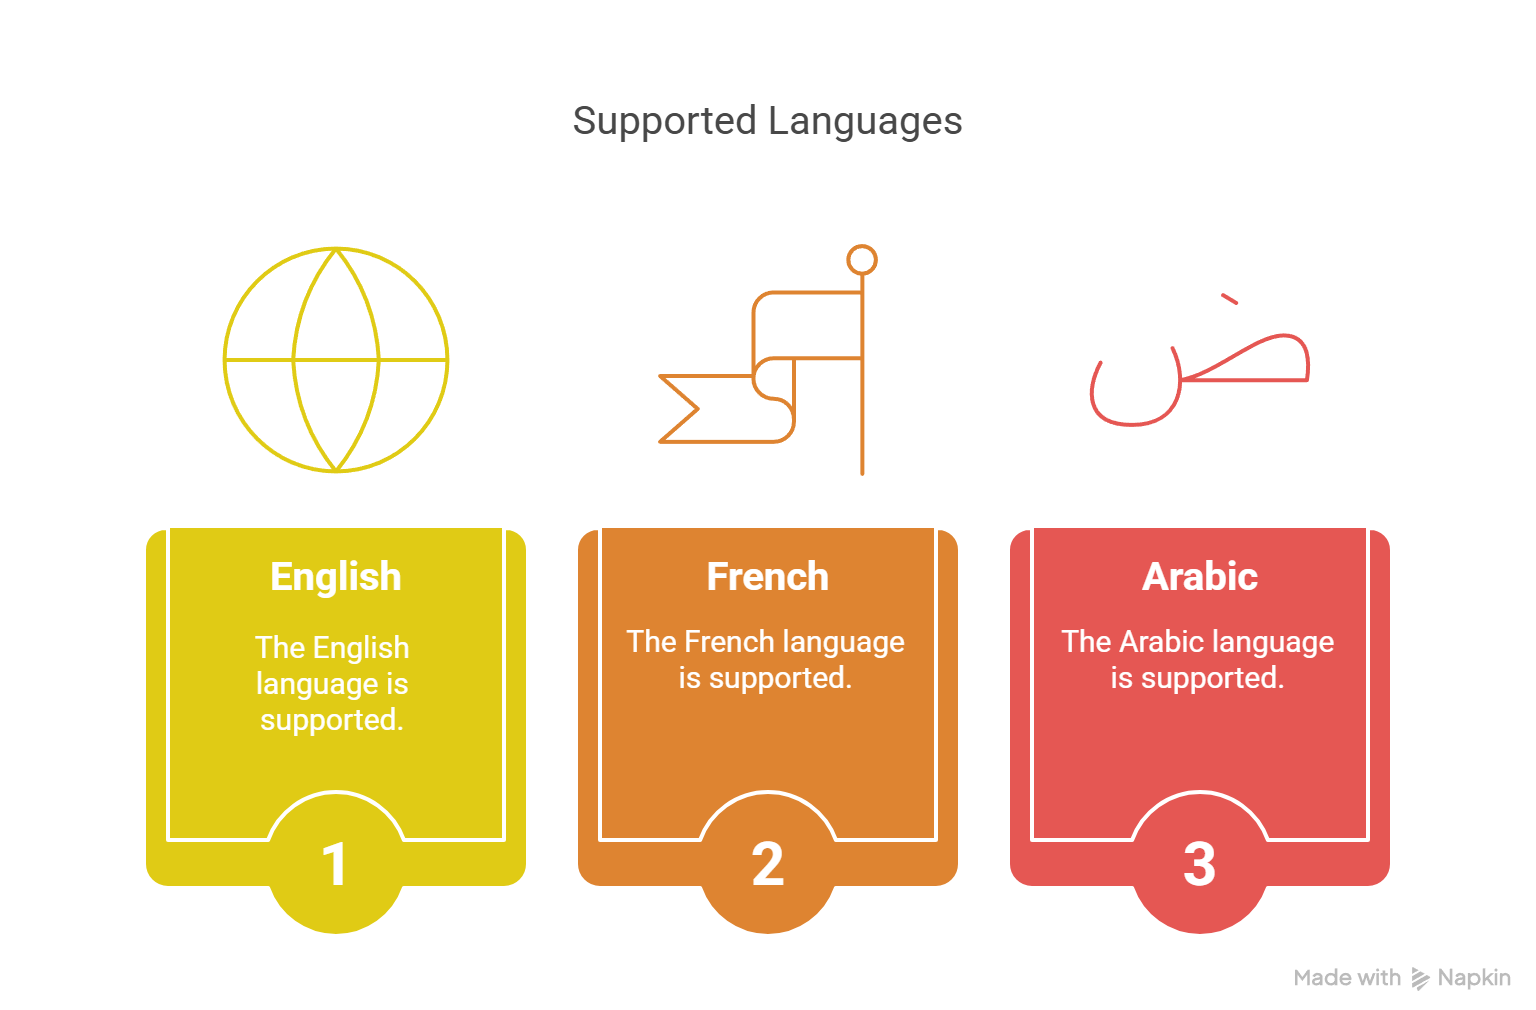 Supported Languages
ض
English
The English
language is
supported.
1
French
The French language
is supported.
2
Arabic
The Arabic language
is supported.
3
Made with Napkin